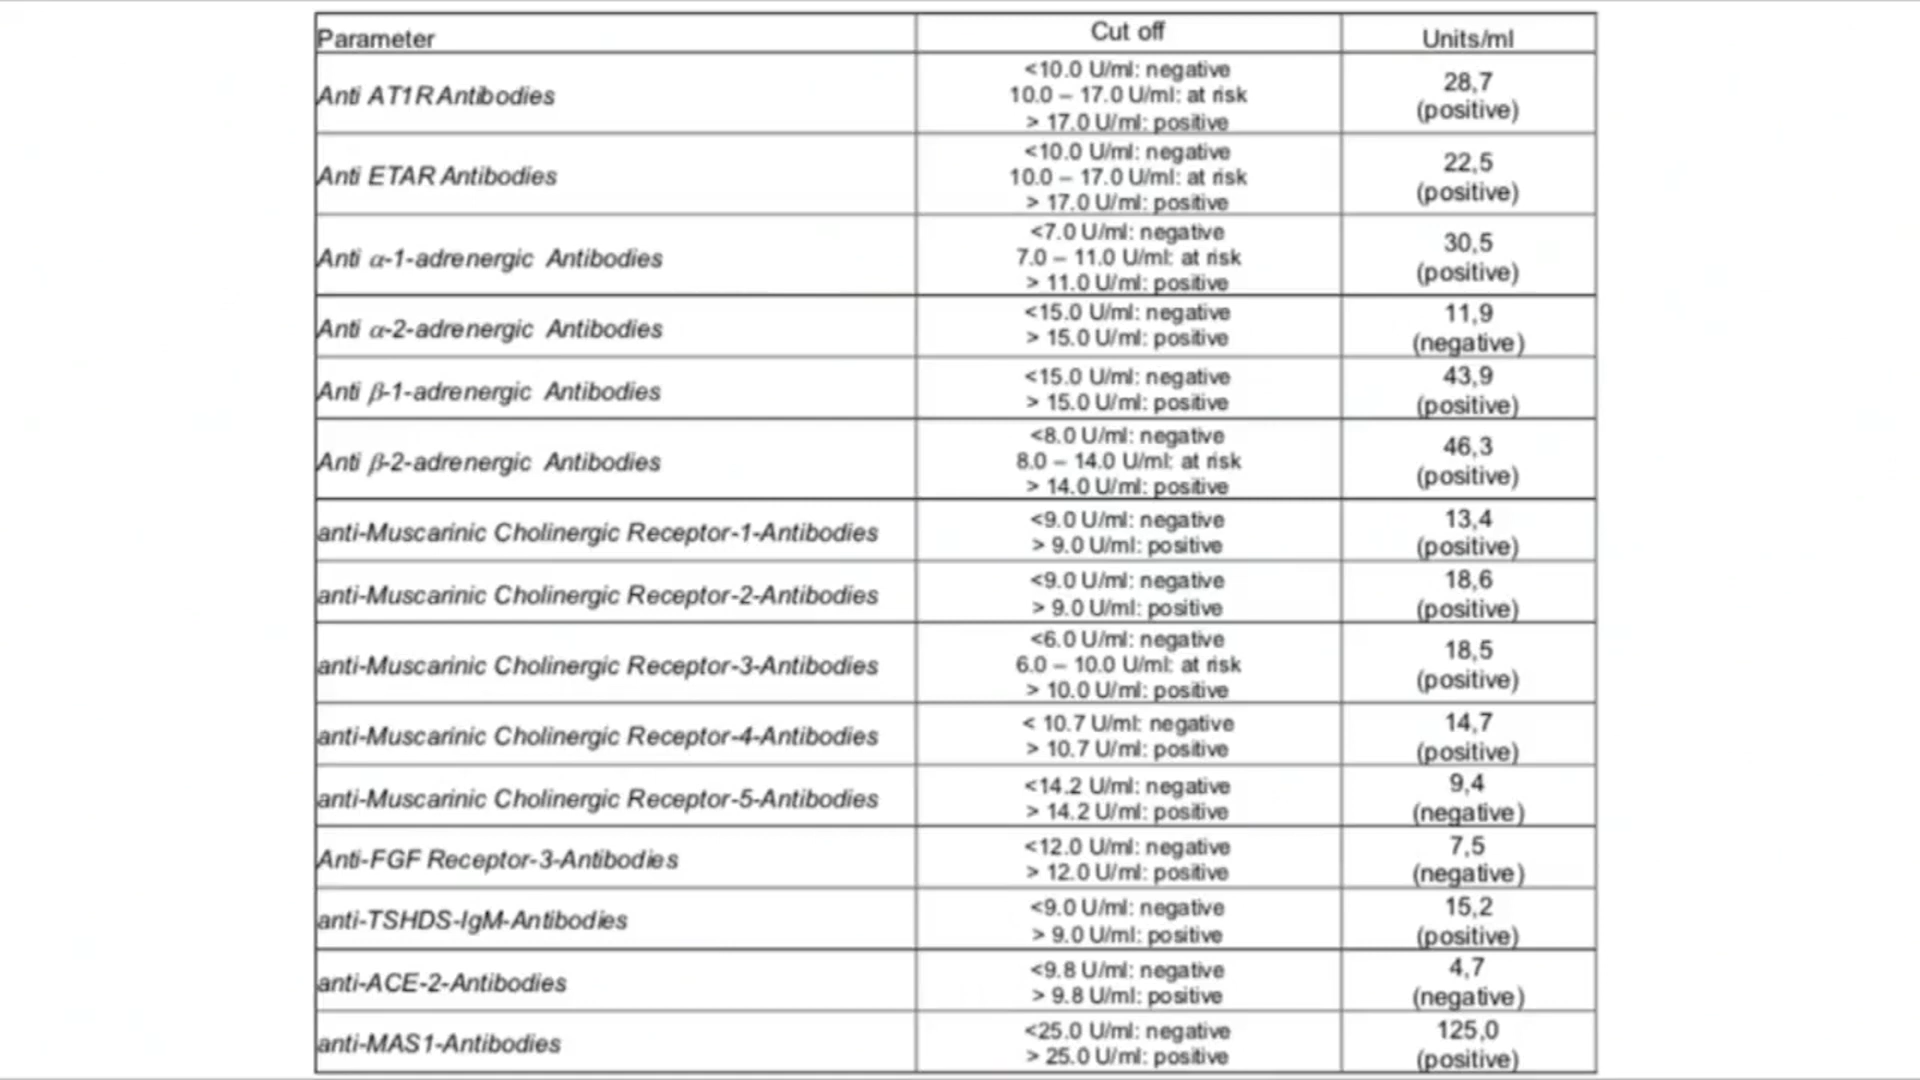 Parameter Cut off Units/ml
Anti AT1R Antibodies
<10.0 U/ml: negative
10.0 – 17.0 U/ml: at risk
> 17.0 U/ml: positive
28,7
(positive)
Anti ETAR Antibodies
<10.0 U/ml: negative
10.0 – 17.0 U/ml: at risk
> 17.0 U/ml: positive
22,5
(positive)
Anti α-1-adrenergic Antibodies
<7.0 U/ml: negative
7.0 – 11.0 U/ml: at risk
> 11.0 U/ml: positive
30,5
(positive)
Anti α-2-adrenergic Antibodies
<15.0 U/ml: negative
> 15.0 U/ml: positive
11,9
(negative)
Anti β-1-adrenergic Antibodies
<15.0 U/ml: negative
> 15.0 U/ml: positive
43,9
(positive)
Anti β-2-adrenergic Antibodies
<8.0 U/ml: negative
8.0 – 14.0 U/ml: at risk
> 14.0 U/ml: positive
46,3
(positive)
anti-Muscarinic Cholinergic Receptor-1-Antibodies
<9.0 U/ml: negative
> 9.0 U/ml: positive
13,4
(positive)
anti-Muscarinic Cholinergic Receptor-2-Antibodies
<9.0 U/ml: negative
> 9.0 U/ml: positive
18,6
(positive)
anti-Muscarinic Cholinergic Receptor-3-Antibodies
<6.0 U/ml: negative
6.0 – 10.0 U/ml: at risk
> 10.0 U/ml: positive
18,5
(positive)
anti-Muscarinic Cholinergic Receptor-4-Antibodies
< 10.7 U/ml: negative
> 10.7 U/ml: positive
14,7
(positive)
anti-Muscarinic Cholinergic Receptor-5-Antibodies
<14.2 U/ml: negative
> 14.2 U/ml: positive
9,4
(negative)
Anti-FGF Receptor-3-Antibodies
<12.0 U/ml: negative
> 12.0 U/ml: positive
7,5
(negative)
anti-TSHDS-IgM-Antibodies
<9.0 U/ml: negative
> 9.0 U/ml: positive
15,2
(positive)
anti-ACE-2-Antibodies
<9.8 U/ml: negative
> 9.8 U/ml: positive
4,7
(negative)
anti-MAS1-Antibodies
<25.0 U/ml: negative
> 25.0 U/ml: positive
125,0
(positive)